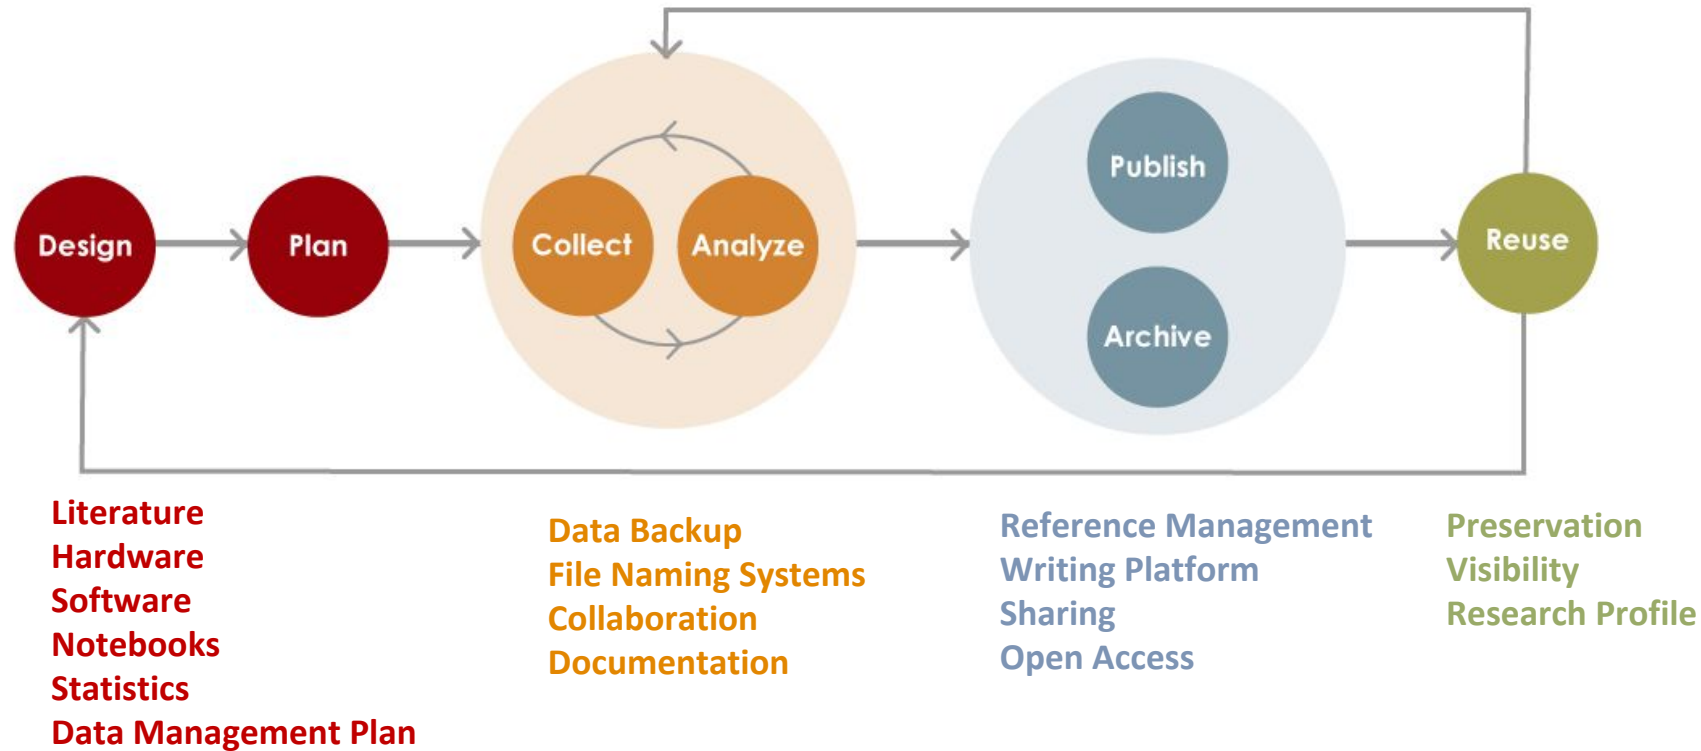 Design
Plan
Collect
Analyze
Publish
Archive
Reuse
Literature
Hardware
Software
Notebooks
Statistics
Data Management Plan
Data Backup
File Naming Systems
Collaboration
Documentation
Reference Management
Writing Platform
Sharing
Open Access
Preservation
Visibility
Research Profile